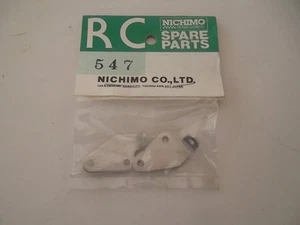 RC
NICHIMO
SPARE
PARTS
547
NICHIMO CO.,LTD.